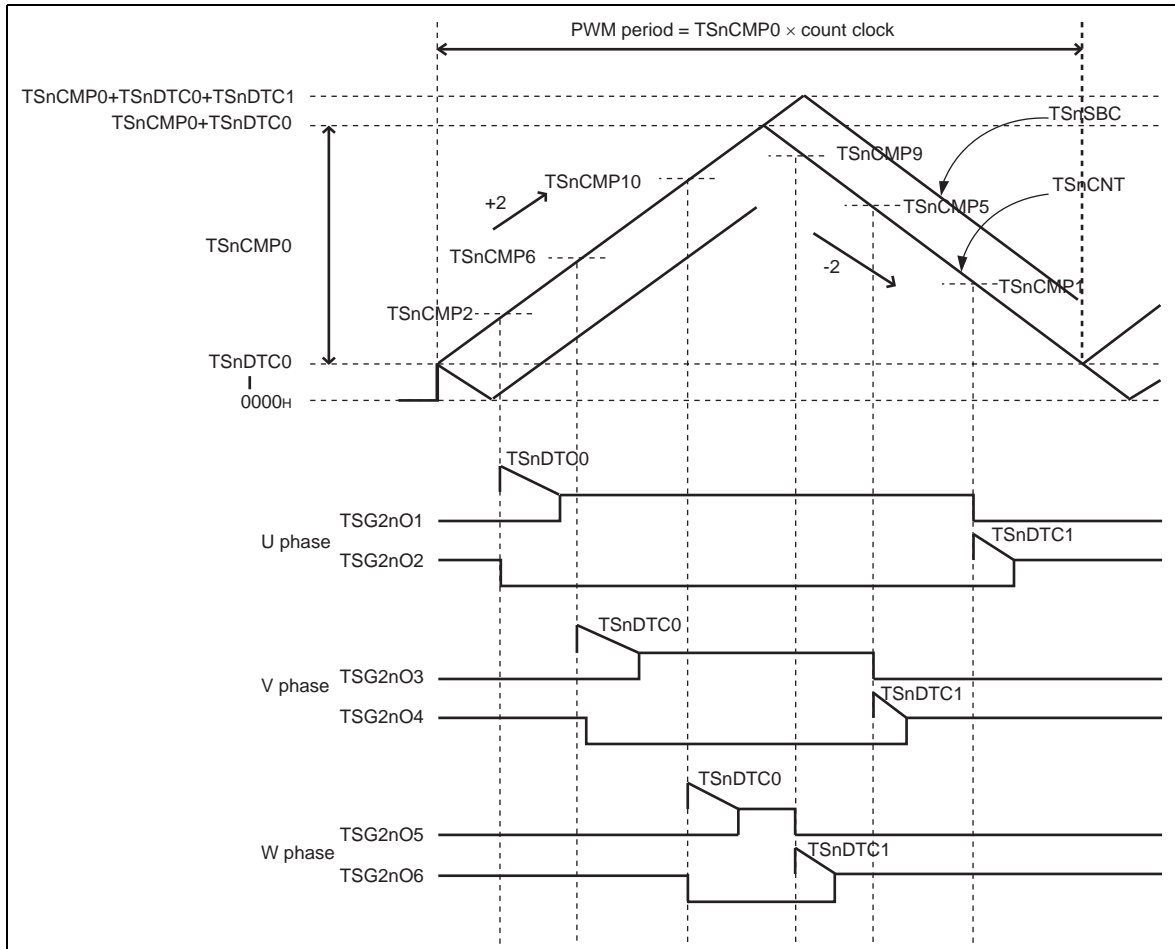 PWM period = TSnCMP0 × count clock
TSnCMP0+TSnDTC0+TSnDTC1
TSnCMP0+TSnDTC0
TSnSBC
TSnCMP9
TSnCMP10
TSnCNT
+2
TSnCMP5
TSnCMP0
TSnCMP6
-2
TSnCMP1
TSnCMP2
TSnDTC0
0000H
TSnDTC0
TSG2nO1
U phase
TSnDTC1
TSG2nO2
TSnDTC0
TSG2nO3
V phase
TSnDTC1
TSG2nO4
TSnDTC0
TSG2nO5
W phase
TSnDTC1
TSG2nO6